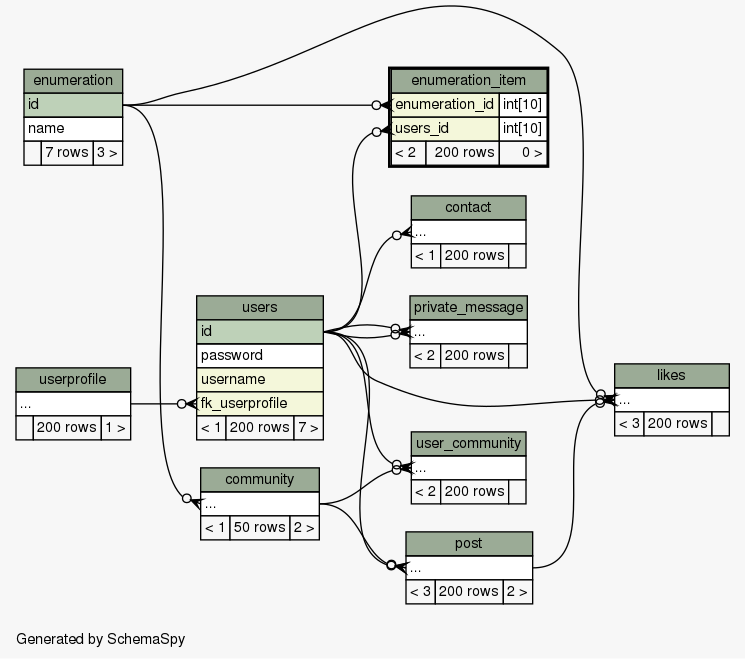 enumeration
id
name
7 rows 3 >
enumeration_item
enumeration_id int[10]
users_id int[10]
< 2 200 rows 0 >
contact
...
< 1 200 rows
users
id
password
username
fk_userprofile
< 1 200 rows 7 >
private_message
...
< 2 200 rows
userprofile
...
200 rows 1 >
likes
...
< 3 200 rows
user_community
...
< 2 200 rows
community
...
< 1 50 rows 2 >
post
...
< 3 200 rows 2 >
Generated by SchemaSpy